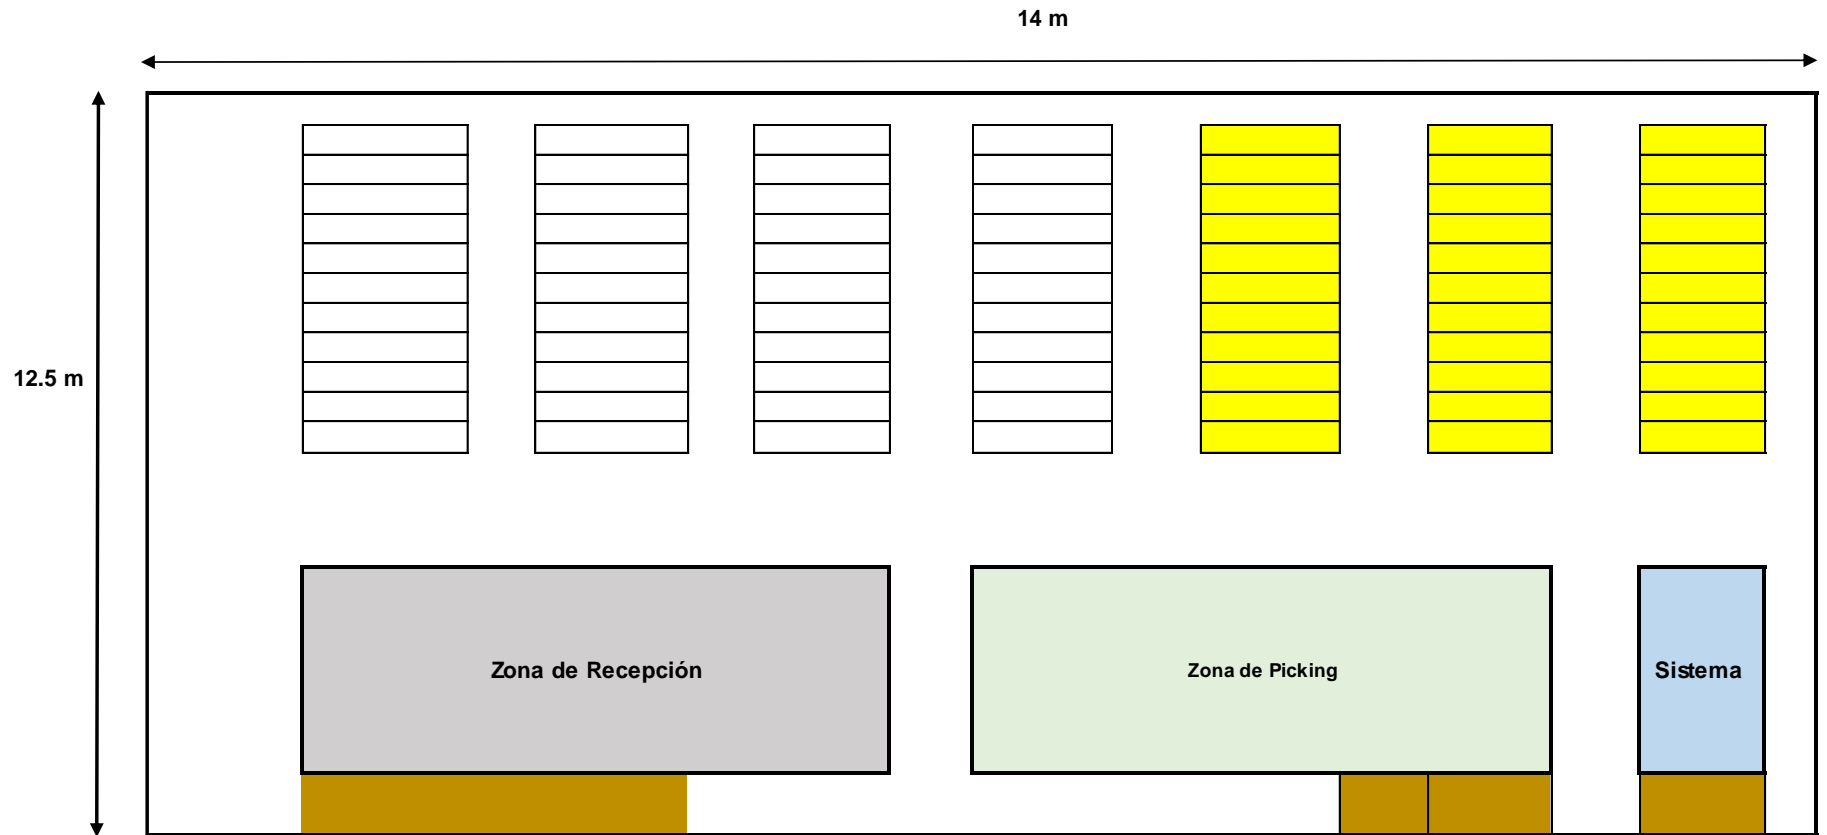 14 m
12.5 m
Zona de Recepción
Zona de Picking
Sistema